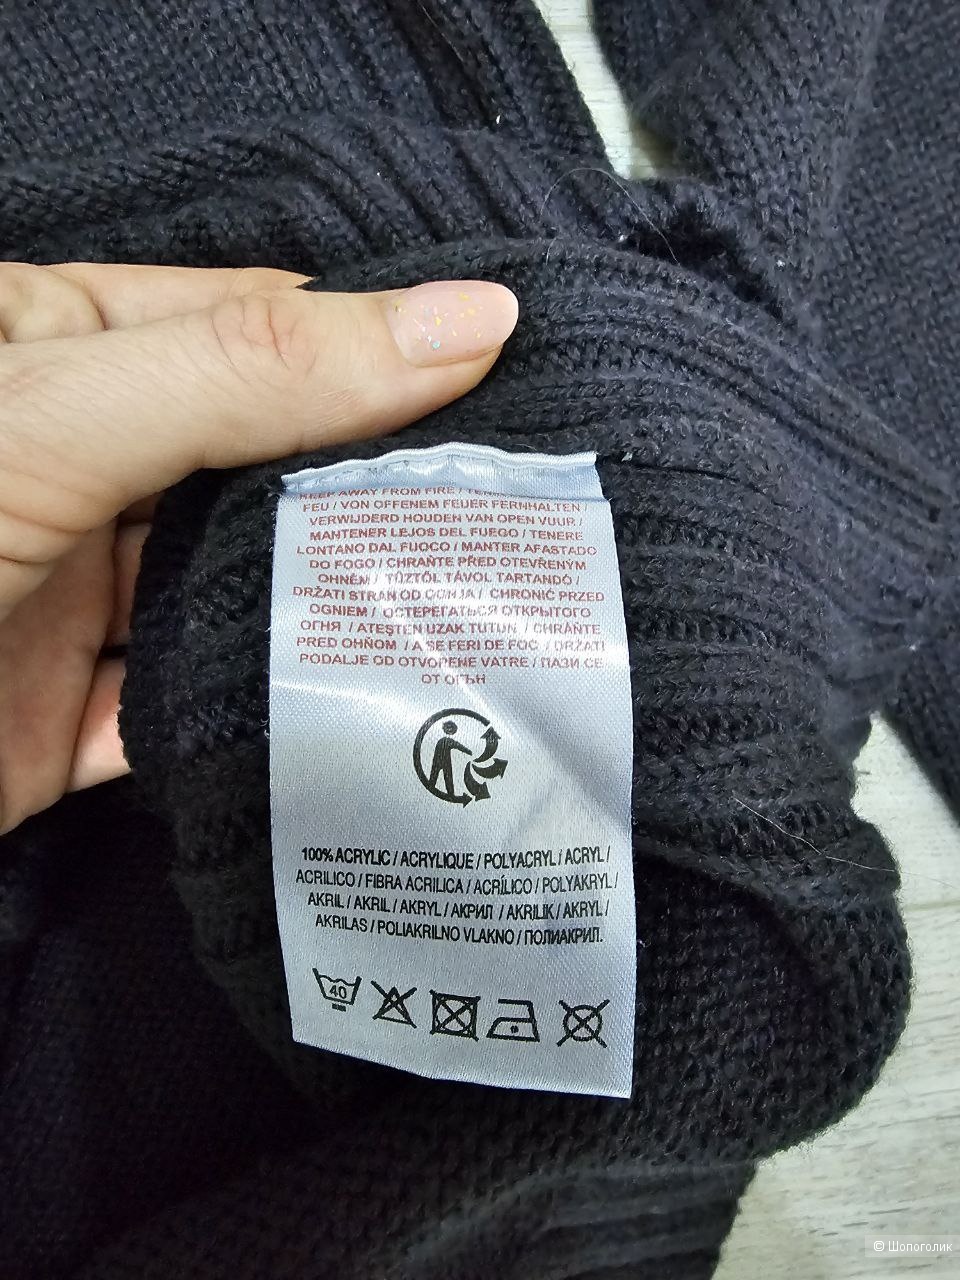 KEEP AWAY FROM FIRE /
FEU / VON OFFENEM FEUER FERNHALTEN /
VERWIJDERD HOUDEN VAN OPEN VUUR /
MANTENER LEJOS DEL FUEGO / TENERE
LONTANO DAL FUOCO / MANTER AFASTADO
DO FOGO / CHRAŇTE PŘED OTEVŘENÝM
OHNĚM / TŰZTŐL TÁVOL TARTANDÓ /
DRŽATI STRAN OD OGNJA / CHRONIĆ PRZED
OGNIEM / ОСТЕРЕГАТЬСЯ ОТКРЫТОГО
ОГНЯ / ATEŞTEN UZAK TUTUN / CHRÁŇTE
PRED OHŇOM / A SE FERI DE FOC / DRŽATI
PODALJE OD OTVORENE VATRE / ПАЗИ СЕ
ОТ ОГЪН
100% ACRYLIC / ACRYLIQUE / POLYACRYL / ACRYL /
ACRILICO / FIBRA ACRILICA / ACRÍLICO / POLYAKRYL /
AKRIL / AKRIL / AKRYL / АКРИЛ / AKRILIK / AKRYL /
AKRILAS / POLIAKRILNO VLAKNO / ПОЛИАКРИЛ.
40
© Шопоголик